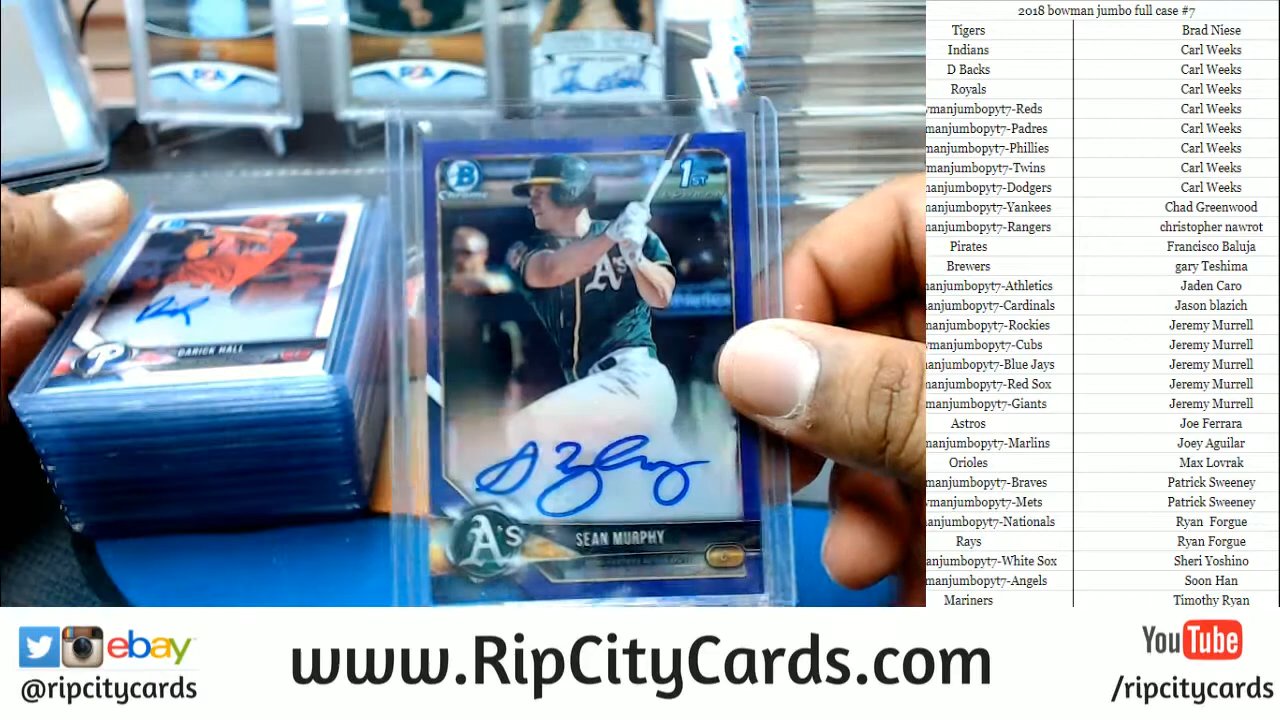 2018 bowman jumbo full case #7
Tigers Brad Niese
Indians Carl Weeks
D Backs Carl Weeks
Royals Carl Weeks
manjumbopyt7-Reds Carl Weeks
manjumbopyt7-Padres Carl Weeks
manjumbopyt7-Phillies Carl Weeks
manjumbopyt7-Twins Carl Weeks
manjumbopyt7-Dodgers Carl Weeks
manjumbopyt7-Yankees Chad Greenwood
manjumbopyt7-Rangers christopher nawrot
Pirates Francisco Baluja
Brewers gary Teshima
manjumbopyt7-Athletics Jaden Caro
manjumbopyt7-Cardinals Jason blazich
manjumbopyt7-Rockies Jeremy Murrell
manjumbopyt7-Cubs Jeremy Murrell
manjumbopyt7-Blue Jays Jeremy Murrell
manjumbopyt7-Red Sox Jeremy Murrell
manjumbopyt7-Giants Jeremy Murrell
Astros Joe Ferrara
manjumbopyt7-Marlins Joey Aguilar
Orioles Max Lovrak
manjumbopyt7-Braves Patrick Sweeney
manjumbopyt7-Mets Patrick Sweeney
manjumbopyt7-Nationals Ryan Forgue
Rays Ryan Forgue
anjumbopyt7-White Sox Sheri Yoshino
manjumbopyt7-Angels Soon Han
Mariners Timothy Ryan
B
Chrome
1ST
A's
A's
SEAN MURPHY
P
DARICK HALL
ebay
@ripcitycards
www.RipCityCards.com
YouTube
/ripcitycards